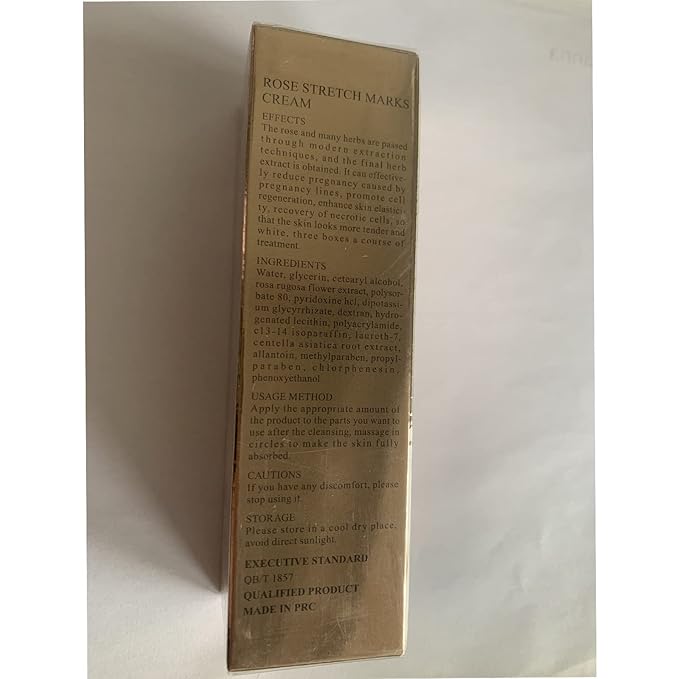 ROSE STRETCH MARKS
CREAM
EFFECTS
The rose and many herbs are passed
through modern extraction
techniques, and the final herb
extract is obtained. It can effective-
ly reduce pregnancy caused by
pregnancy lines, promote cell
regeneration, enhance skin elastici-
ty, recovery of necrotic cells, so
that the skin looks more tender and
white, three boxes a course of
treatment.
INGREDIENTS
Water, glycerin, cetearyl alcohol,
rosa rugosa flower extract, polysor-
bate 80, pyridoxine hcl, dipotassi-
um glycyrrhizate, dextran, hydro-
genated lecithin, polyacrylamide,
c13-14 isoparaffin, laureth-7,
centella asiatica root extract,
allantoin, methylparaben, propyl-
paraben, chlorphenesin,
phenoxyethanol
USAGE METHOD
Apply the appropriate amount of
the product to the parts you want to
use after the cleansing, massage in
circles to make the skin fully
absorbed.
CAUTIONS
If you have any discomfort, please
stop using it.
STORAGE
Please store in a cool dry place,
avoid direct sunlight.
EXECUTIVE STANDARD
QB/T 1857
QUALIFIED PRODUCT
MADE IN PRC